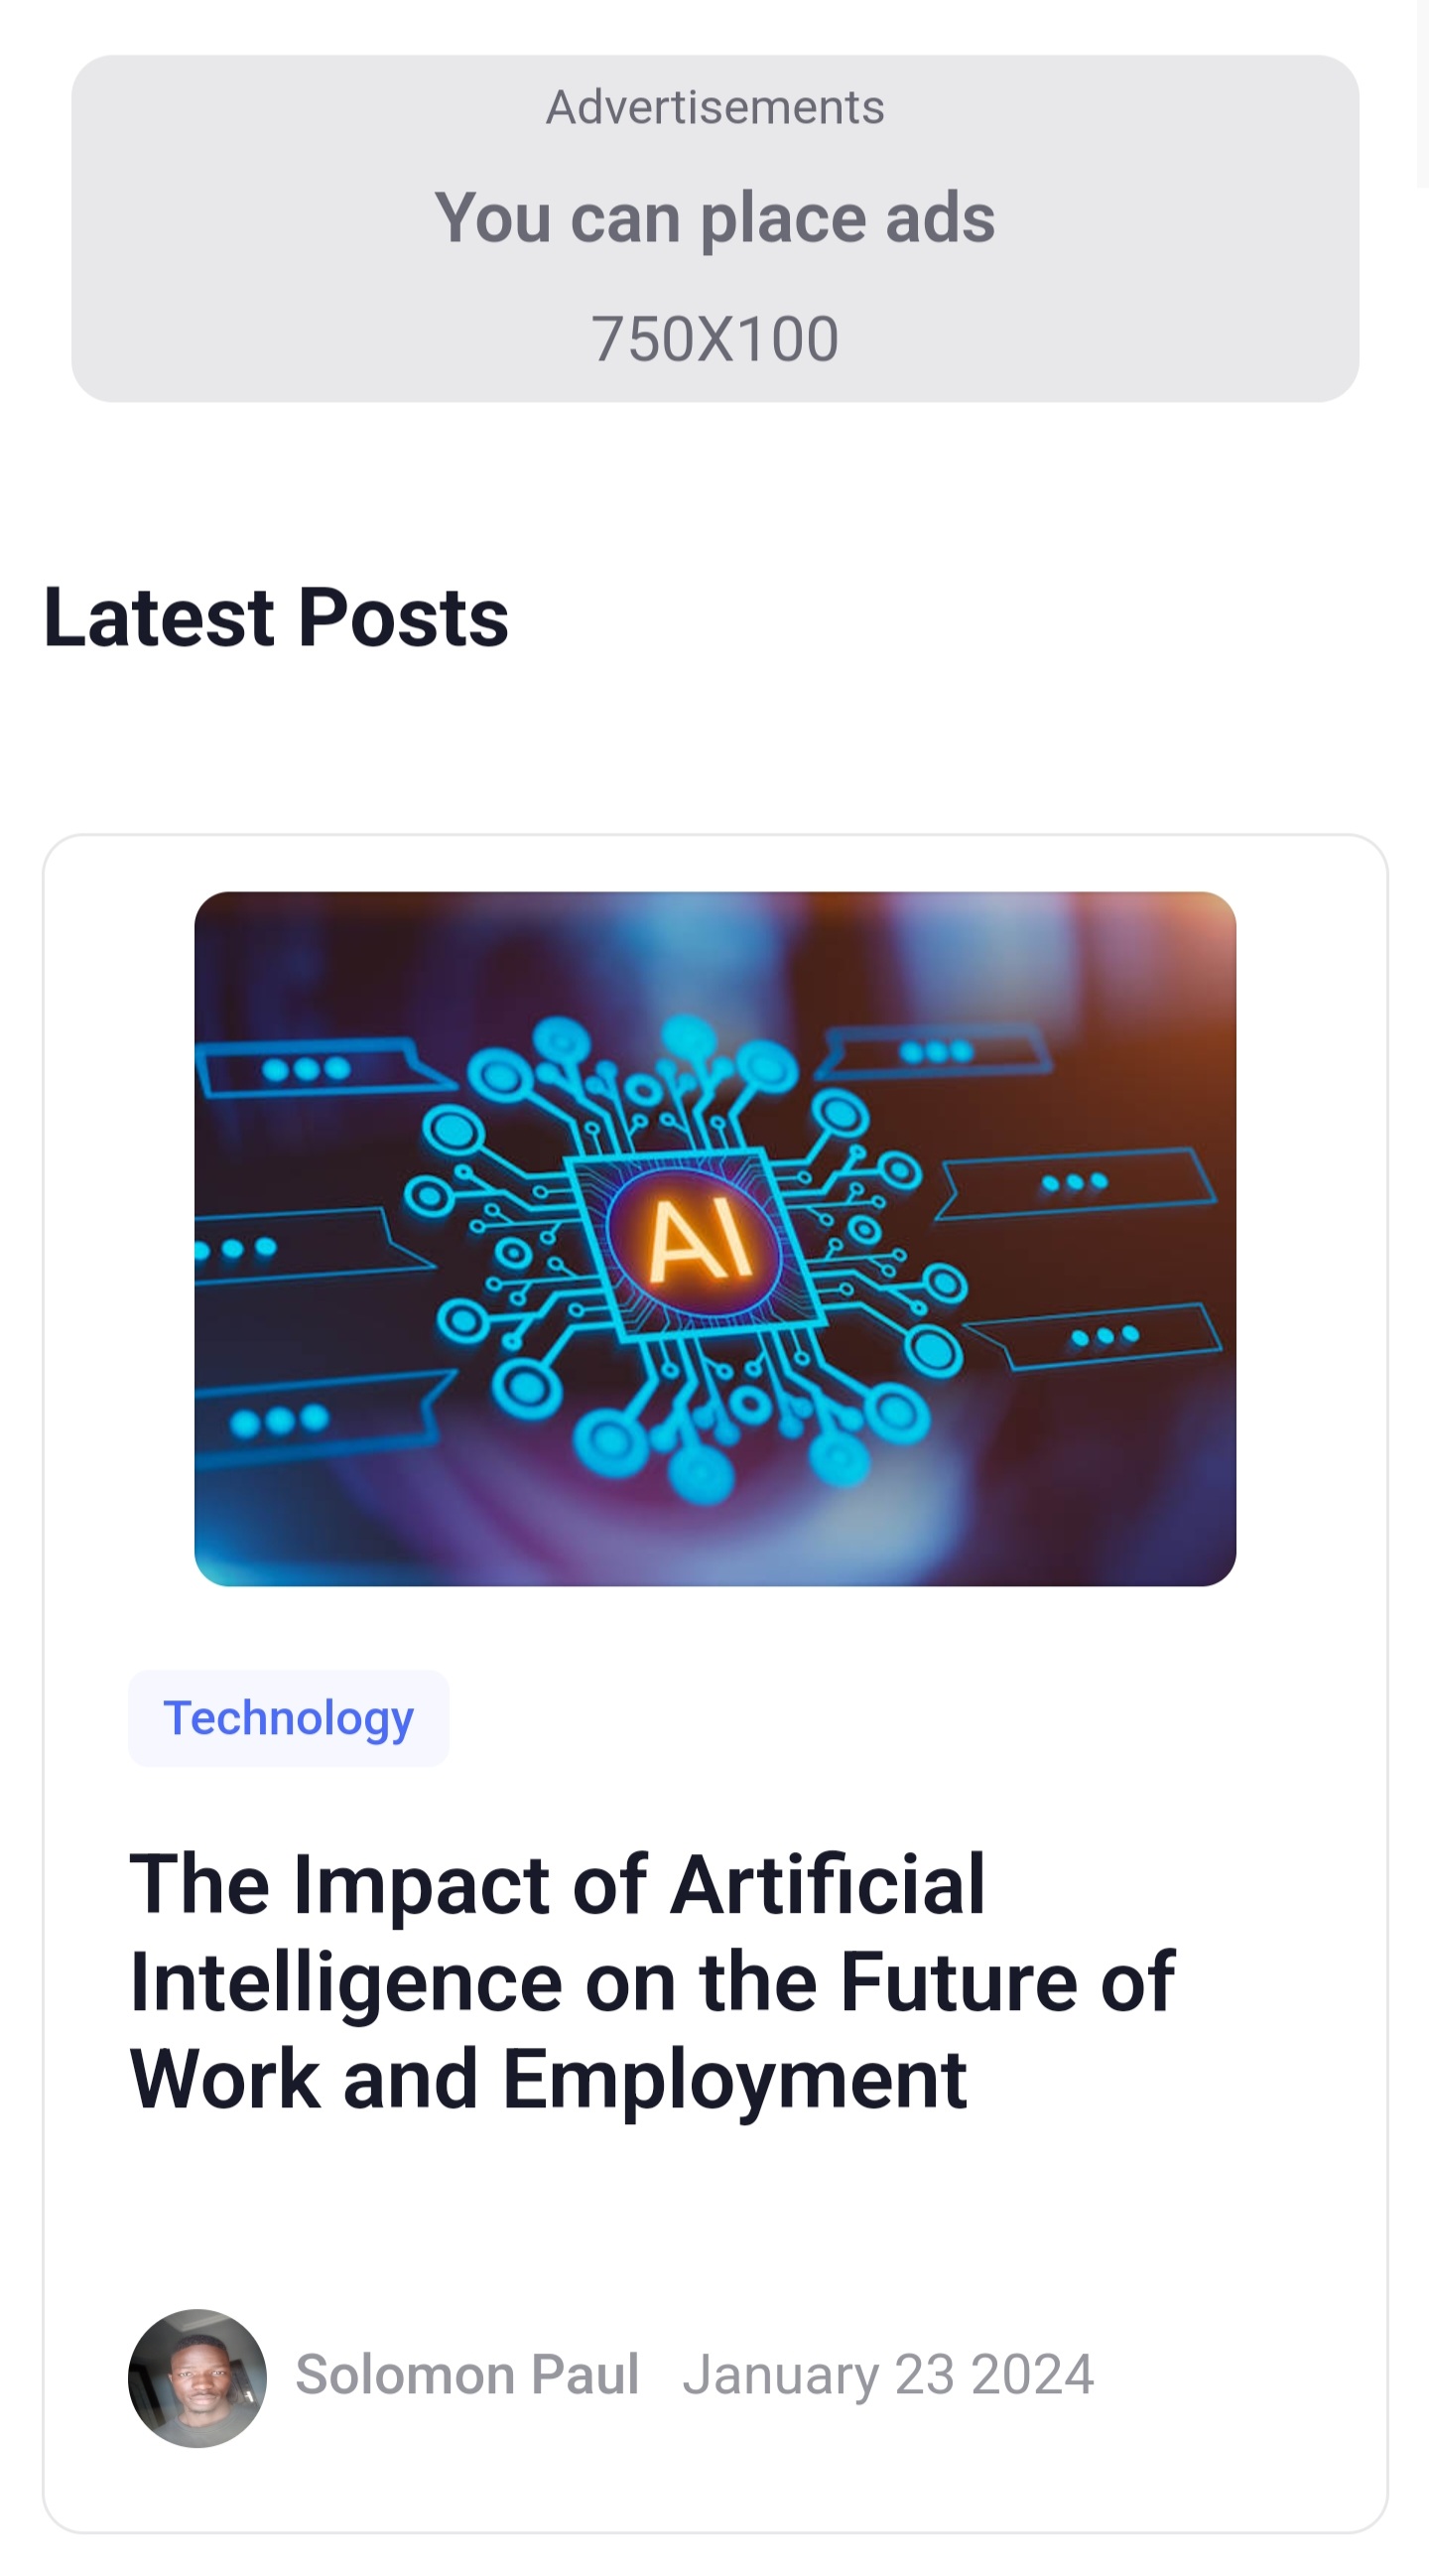 Advertisements
You can place ads
750X100
Latest Posts
AI
Technology
The Impact of Artificial
Intelligence on the Future of
Work and Employment
Solomon Paul January 23 2024